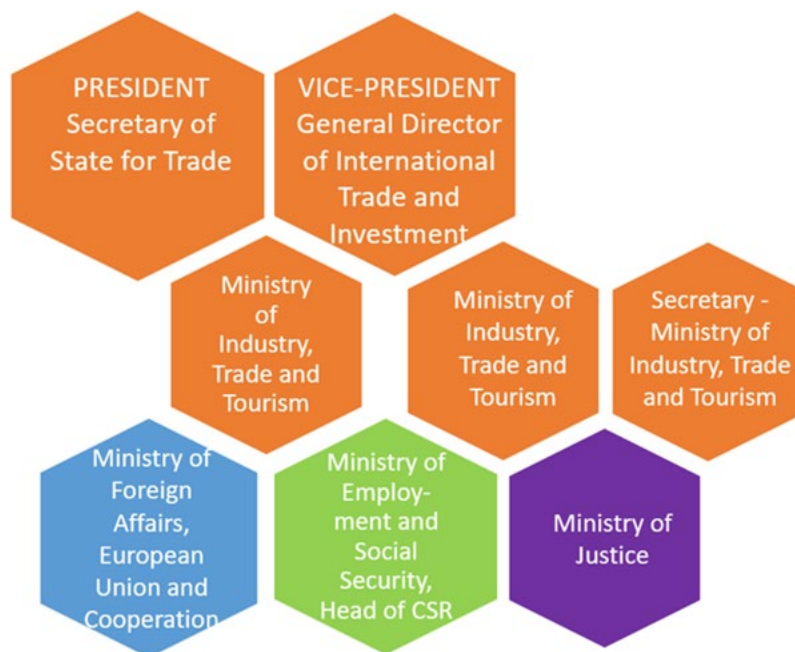 PRESIDENT
Secretary of
State for Trade
VICE-PRESIDENT
General Director
of International
Trade and
Investment
Ministry
of
Industry,
Trade and
Tourism
Ministry of
Industry,
Trade and
Tourism
Secretary -
Ministry of
Industry, Trade
and Tourism
Ministry of
Foreign
Affairs,
European
Union and
Cooperation
Ministry of
Employ-
ment and
Social
Security,
Head of CSR
Ministry of
Justice